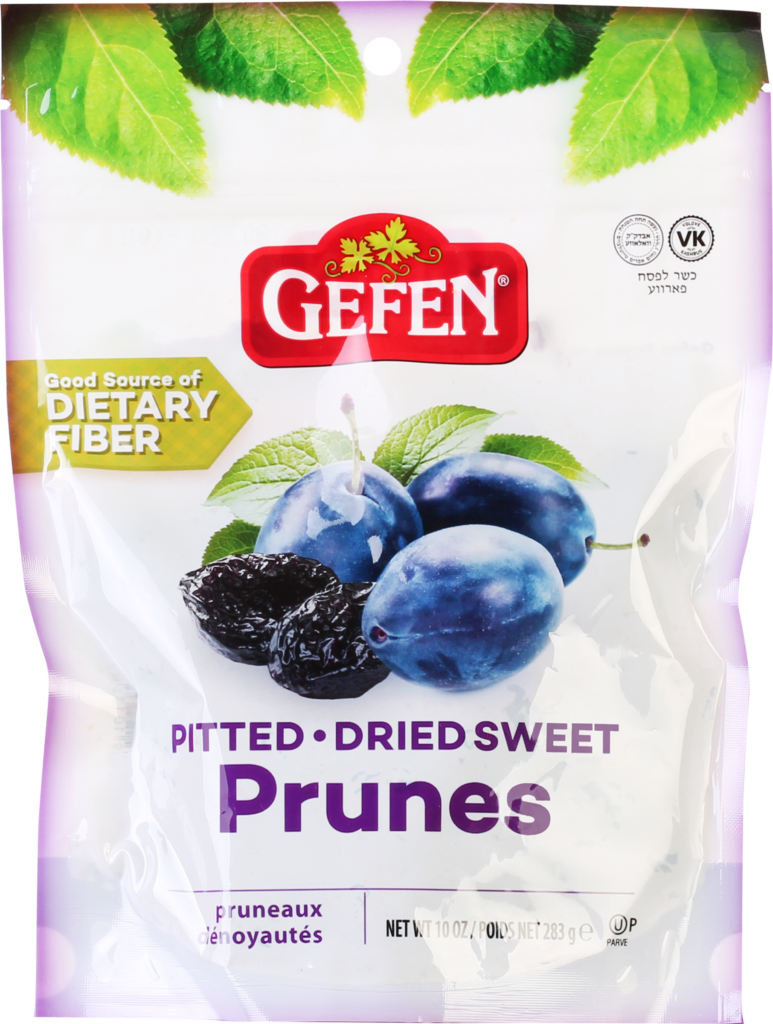 GEFEN®
VK
כשר לפסח
פארווע
Good Source of
DIETARY
FIBER
PITTED • DRIED SWEET
Prunes
pruneaux
dénoyautés
NET WT 10 OZ / POIDS NET 283 g e
U P
PARVE